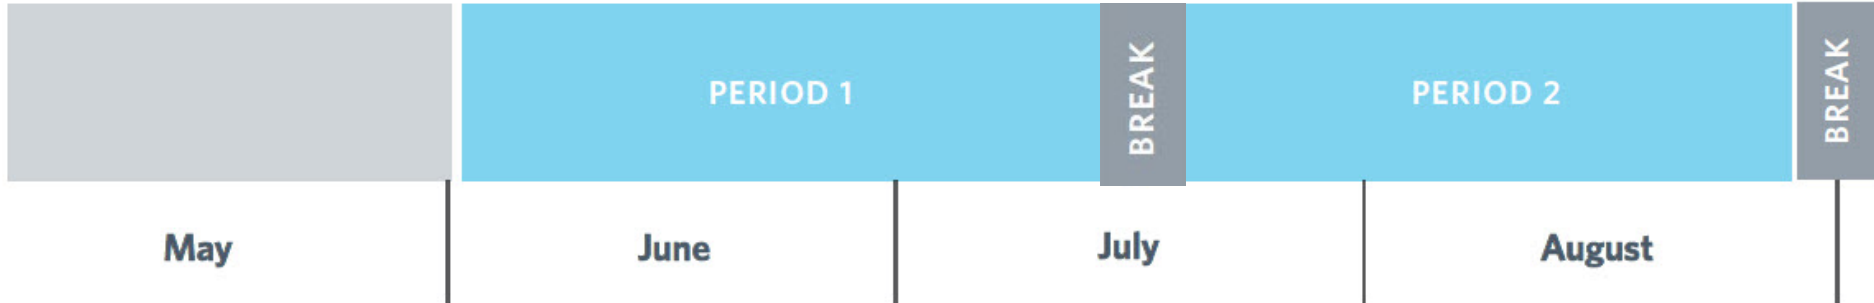 PERIOD 1
BREAK
PERIOD 2
BREAK
May
June
July
August